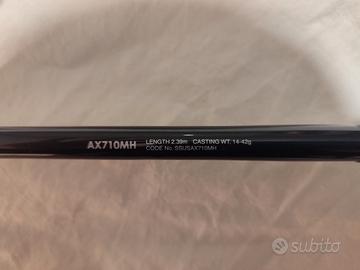 AX710MH LENGTH 2.39m CASTING WT. 14-42g
CODE No. SSUSAX710MH
subito